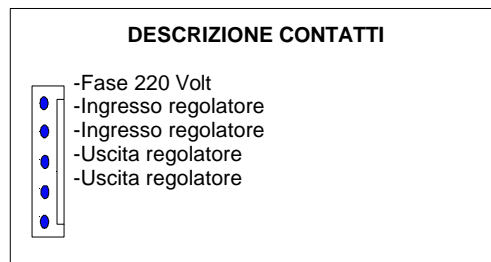 DESCRIZIONE CONTATTI
-Fase 220 Volt
-Ingresso regolatore
-Ingresso regolatore
-Uscita regolatore
-Uscita regolatore